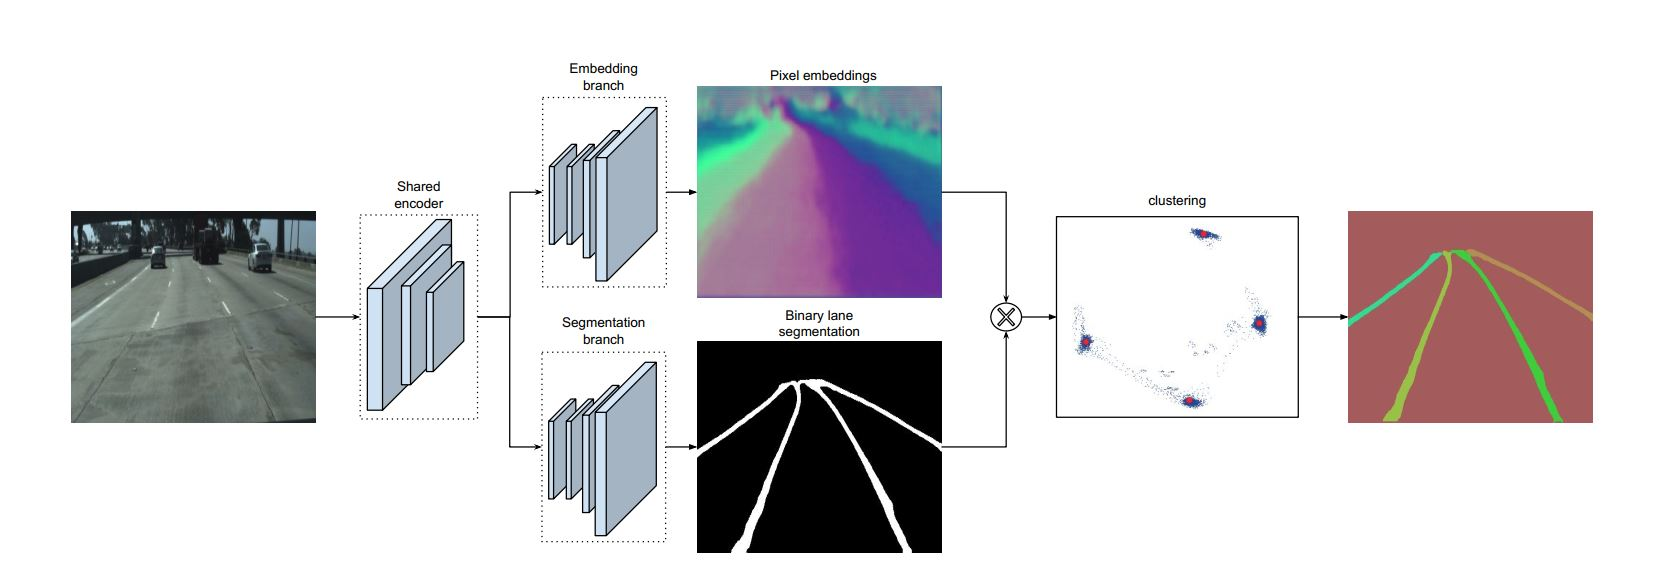 Embedding
branch
Pixel embeddings
Shared
encoder
clustering
Segmentation
branch
Binary lane
segmentation